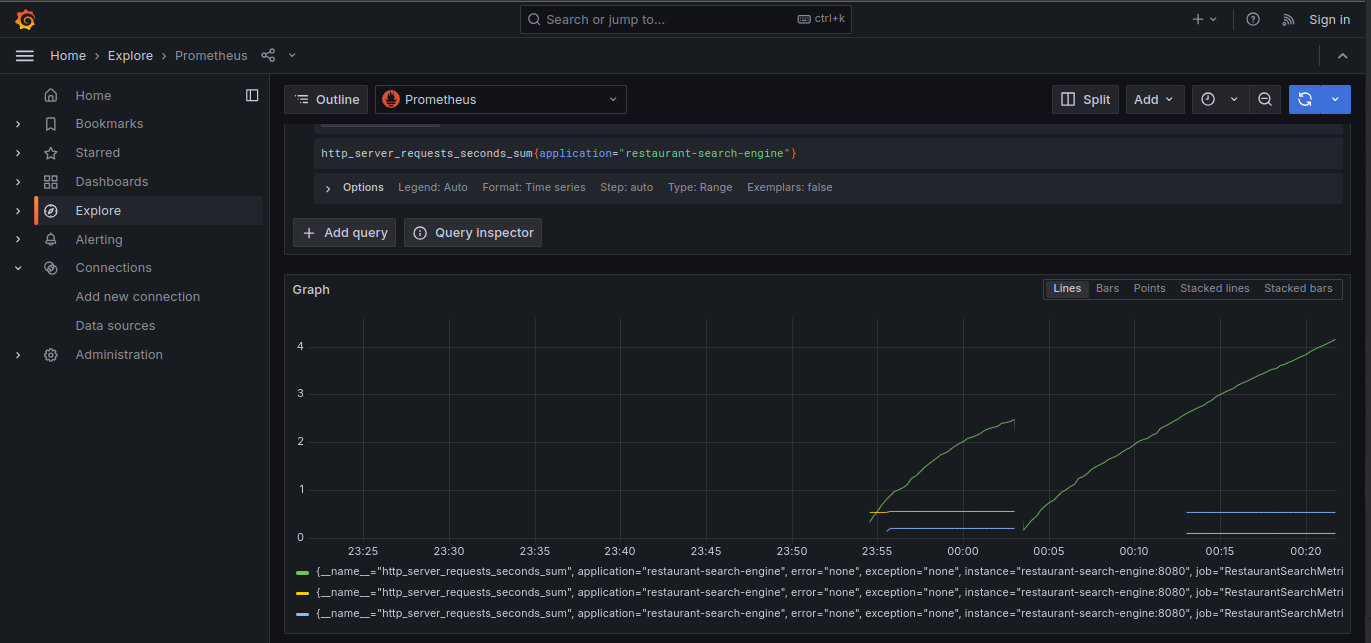 Search or jump to... ctrl+k Sign in
Home › Explore › Prometheus
Home
Bookmarks
Starred
Dashboards
Explore
Alerting
Connections
Add new connection
Data sources
Administration
Outline Prometheus Split Add
http_server_requests_seconds_sum{application="restaurant-search-engine"}
Options Legend: Auto Format: Time series Step: auto Type: Range Exemplars: false
+ Add query Query inspector
Graph Lines Bars Points Stacked lines Stacked bars
4
3
2
1
0
23:25 23:30 23:35 23:40 23:45 23:50 23:55 00:00 00:05 00:10 00:15 00:20
{__name__="http_server_requests_seconds_sum", application="restaurant-search-engine", error="none", exception="none", instance="restaurant-search-engine:8080", job="RestaurantSearchMetri
{__name__="http_server_requests_seconds_sum", application="restaurant-search-engine", error="none", exception="none", instance="restaurant-search-engine:8080", job="RestaurantSearchMetri
{__name__="http_server_requests_seconds_sum", application="restaurant-search-engine", error="none", exception="none", instance="restaurant-search-engine:8080", job="RestaurantSearchMetri